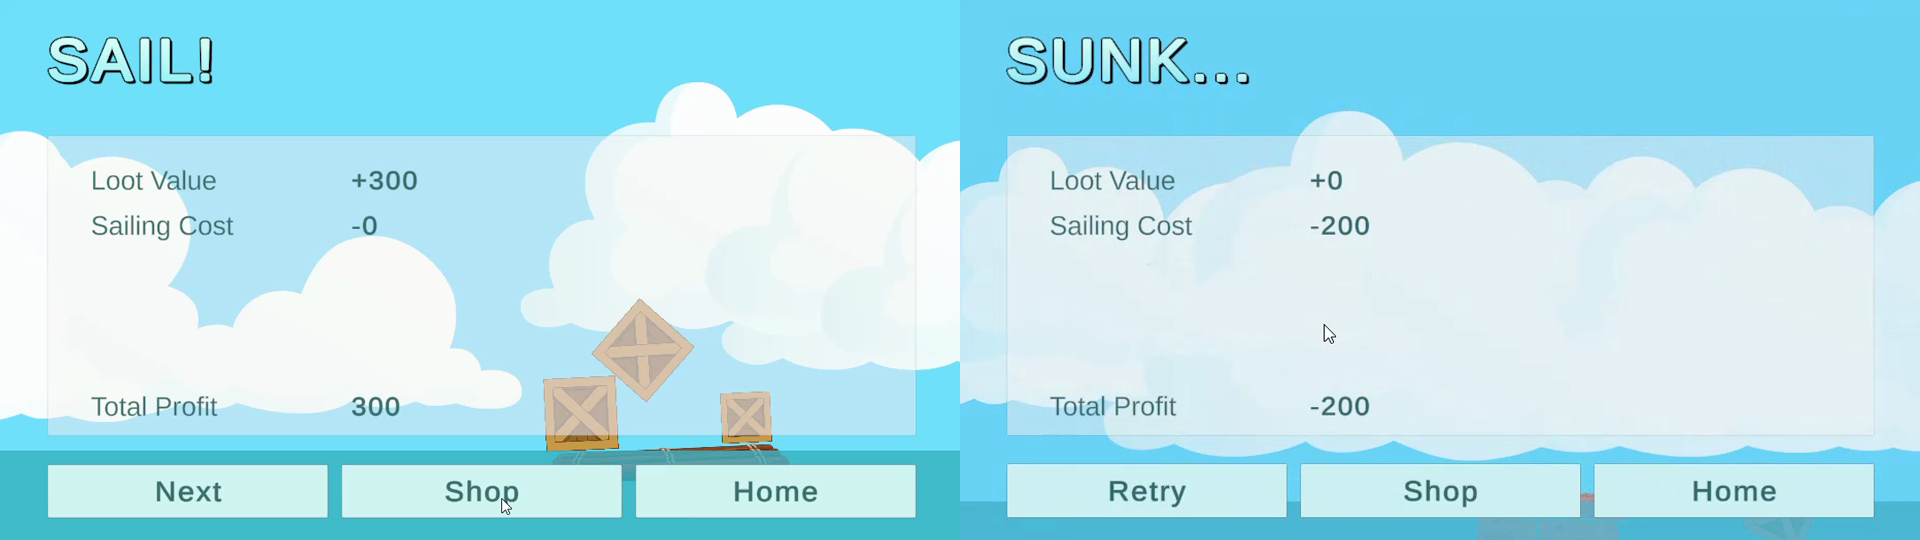 SAIL!
Loot Value +300
Sailing Cost -0
Total Profit 300
Next Shop Home
SUNK...
Loot Value +0
Sailing Cost -200
Total Profit -200
Retry Shop Home